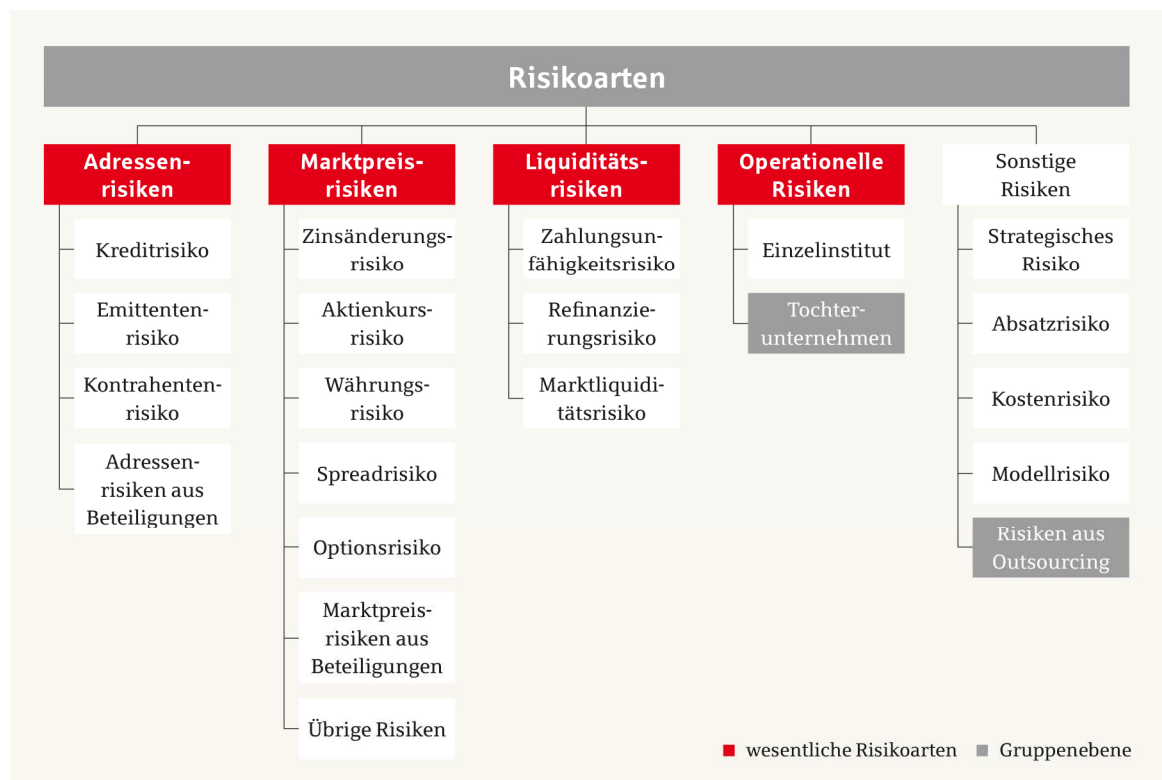 Risikoarten
Adressen-
risiken
Kreditrisiko
Emittenten-
risiko
Kontrahenten-
risiko
Adressen-
risiken aus
Beteiligungen
Marktpreis-
risiken
Zinsänderungs-
risiko
Aktienkurs-
risiko
Währungs-
risiko
Spreadrisiko
Optionsrisiko
Marktpreis-
risiken aus
Beteiligungen
Übrige Risiken
Liquiditäts-
risiken
Zahlungsun-
fähigkeitsrisiko
Refinanzie-
rungsrisiko
Marktliquidi-
tätsrisiko
Operationelle
Risiken
Einzelinstitut
Tochter-
unternehmen
Sonstige
Risiken
Strategisches
Risiko
Absatzrisiko
Kostenrisiko
Modellrisiko
Risiken aus
Outsourcing
wesentliche Risikoarten
Gruppenebene